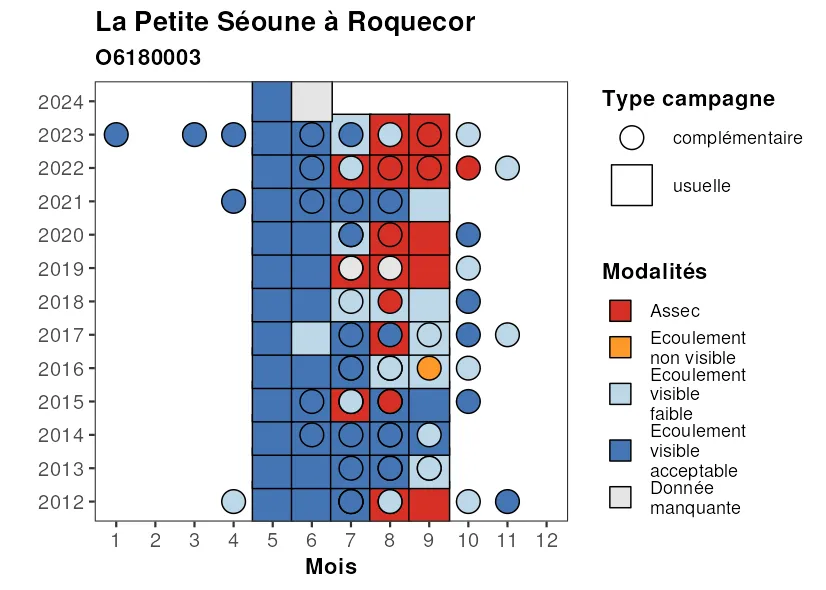 La Petite Séoune à Roquecor
O6180003
2024
2023
2022
2021
2020
2019
2018
2017
2016
2015
2014
2013
2012
1 2 3 4 5 6 7 8 9 10 11 12
Mois
Type campagne
complémentaire
usuelle
Modalités
Assec
Ecoulement
non visible
Ecoulement
visible
faible
Ecoulement
visible
acceptable
Donnée
manquante